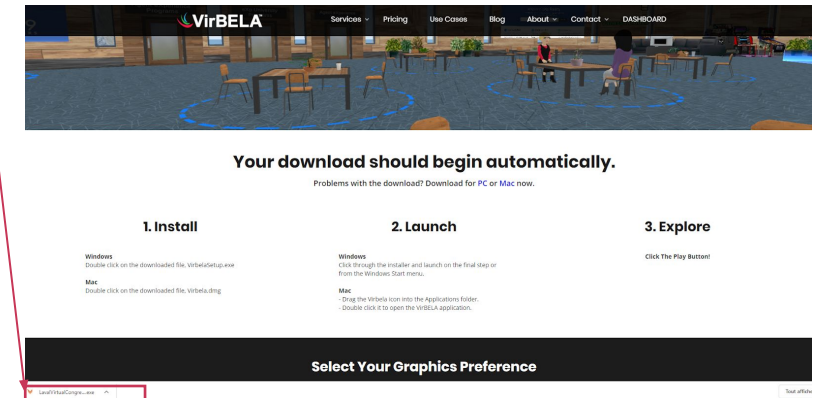 VirBELA
Services Pricing Use Cases Blog About Contact DASHBOARD
Your download should begin automatically.
Problems with the download? Download for PC or Mac now.
1. Install
Windows
Double click on the downloaded file, VirbelaSetup.exe
Mac
Double click on the downloaded file, Virbela.dmg
2. Launch
Windows
Click through the installer and launch on the final step or
from the Windows Start menu.
Mac
- Drag the Virbela icon into the Applications folder.
- Double click it to open the VirBELA application.
3. Explore
Click The Play Button!
Select Your Graphics Preference
LavalVirtualCongre....exe
Tout affiche